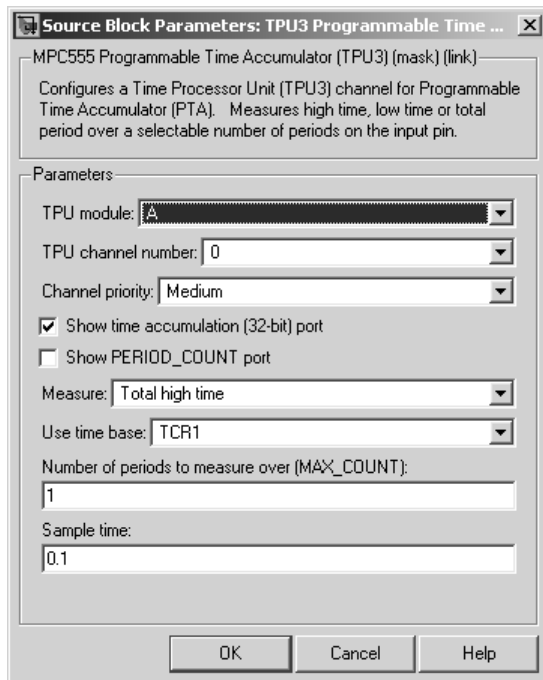 Source Block Parameters: TPU3 Programmable Time ...
MPC555 Programmable Time Accumulator (TPU3) (mask) (link)
Configures a Time Processor Unit (TPU3) channel for Programmable
Time Accumulator (PTA). Measures high time, low time or total
period over a selectable number of periods on the input pin.
Parameters
TPU module: A
TPU channel number: 0
Channel priority: Medium
Show time accumulation (32-bit) port
Show PERIOD_COUNT port
Measure: Total high time
Use time base: TCR1
Number of periods to measure over (MAX_COUNT):
1
Sample time:
0.1
OK Cancel Help